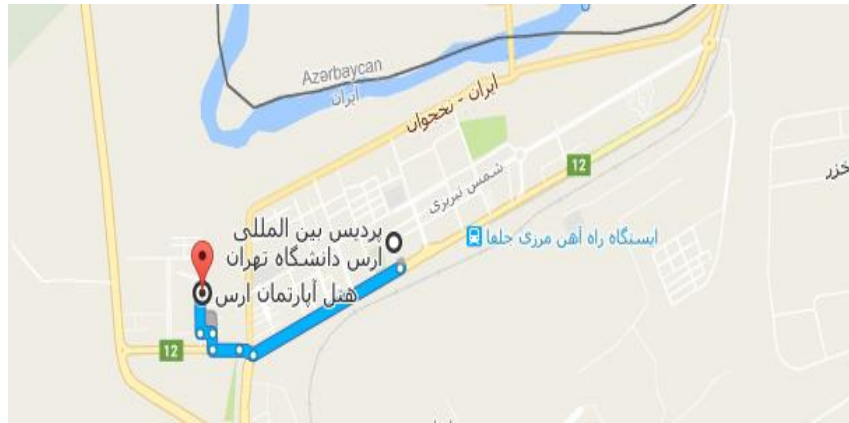 Azərbaycan
ایران
ایران - نخجوان
12
خزر
شمس تبریزی
ایستگاه راه آهن مرزی جلفا
پردیس بین المللی
ارس دانشگاه تهران
هتل آپارتمان ارس
12